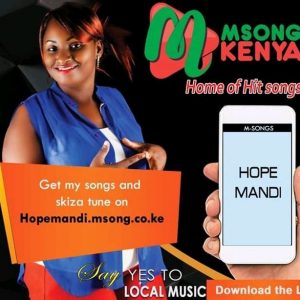 MSONG
KENYA
Home of Hit songs
M-SONGS
HOPE
MANDI
Get my songs and
skiza tune on
Hopemandi.msong.co.ke
Say YES TO
LOCAL MUSIC
Download the L